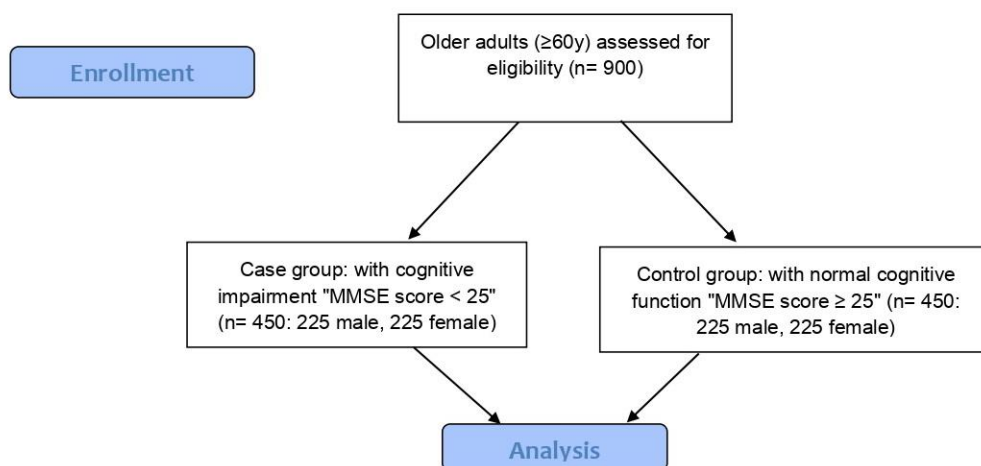 Enrollment
Older adults (≥60y) assessed for
eligibility (n= 900)
Case group: with cognitive
impairment "MMSE score < 25"
(n= 450: 225 male, 225 female)
Control group: with normal cognitive
function "MMSE score ≥ 25" (n= 450:
225 male, 225 female)
Analysis